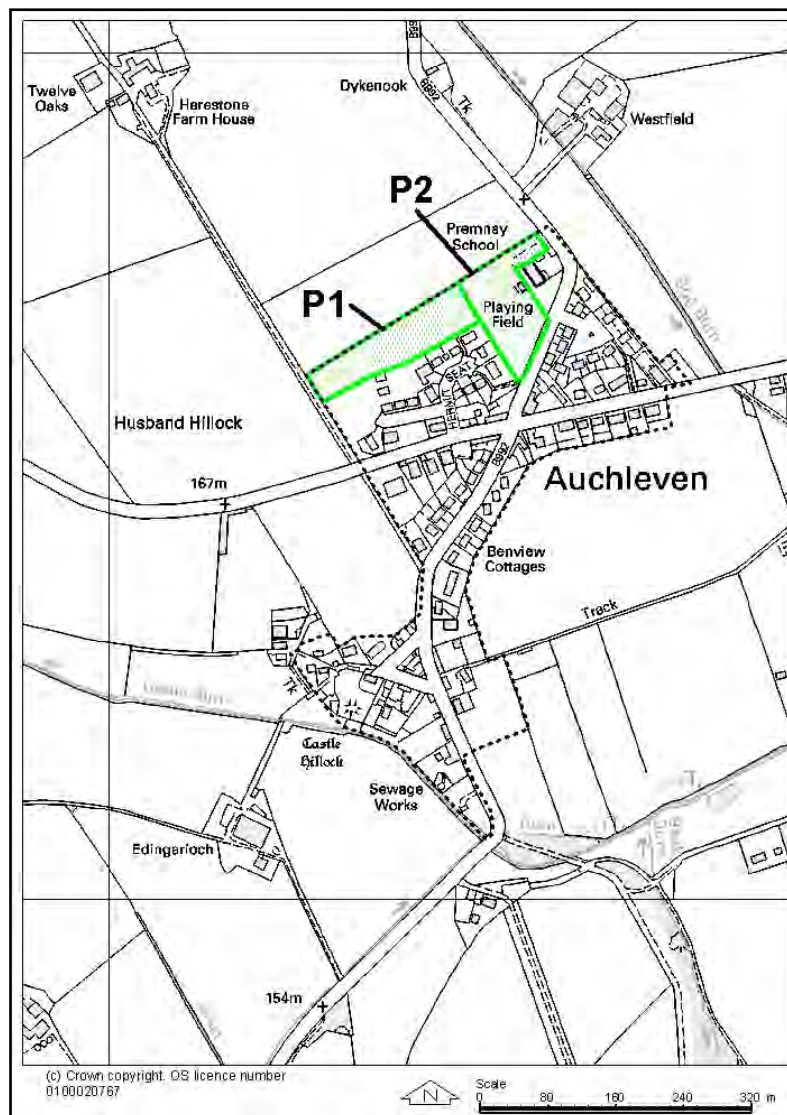 B99
Dykenook
B992
Tk
Twelve
Oaks
Harestone
Farm House
Westfield
P2
Premnay
School
P1
Playing
Field
HERMIT SEAT
Husband Hillock
B992
167m
Auchleven
Benview
Cottages
Track
Tk
Castle
Hillock
Sewage
Works
Edingarioch
154m
(c) Crown copyright. OS licence number
0100020767
N
Scale
0 80 160 240 320 m